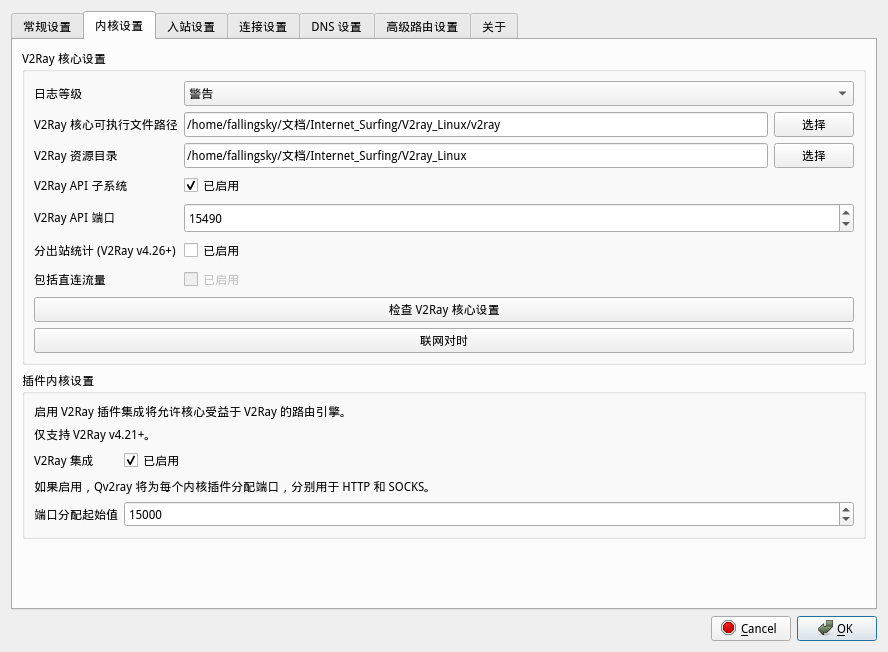 常规设置 内核设置 入站设置 连接设置 DNS 设置 高级路由设置 关于
V2Ray 核心设置
日志等级 警告
V2Ray 核心可执行文件路径 /home/fallingsky/文档/Internet_Surfing/V2ray_Linux/v2ray 选择
V2Ray 资源目录 /home/fallingsky/文档/Internet_Surfing/V2ray_Linux 选择
V2Ray API 子系统 已启用
V2Ray API 端口 15490
分出站统计 (V2Ray v4.26+) 已启用
包括直连流量 已启用
检查 V2Ray 核心设置
联网对时
插件内核设置
启用 V2Ray 插件集成将允许核心受益于 V2Ray 的路由引擎。
仅支持 V2Ray v4.21+。
V2Ray 集成 已启用
如果启用，Qv2ray 将为每个内核插件分配端口，分别用于 HTTP 和 SOCKS。
端口分配起始值 15000
Cancel OK